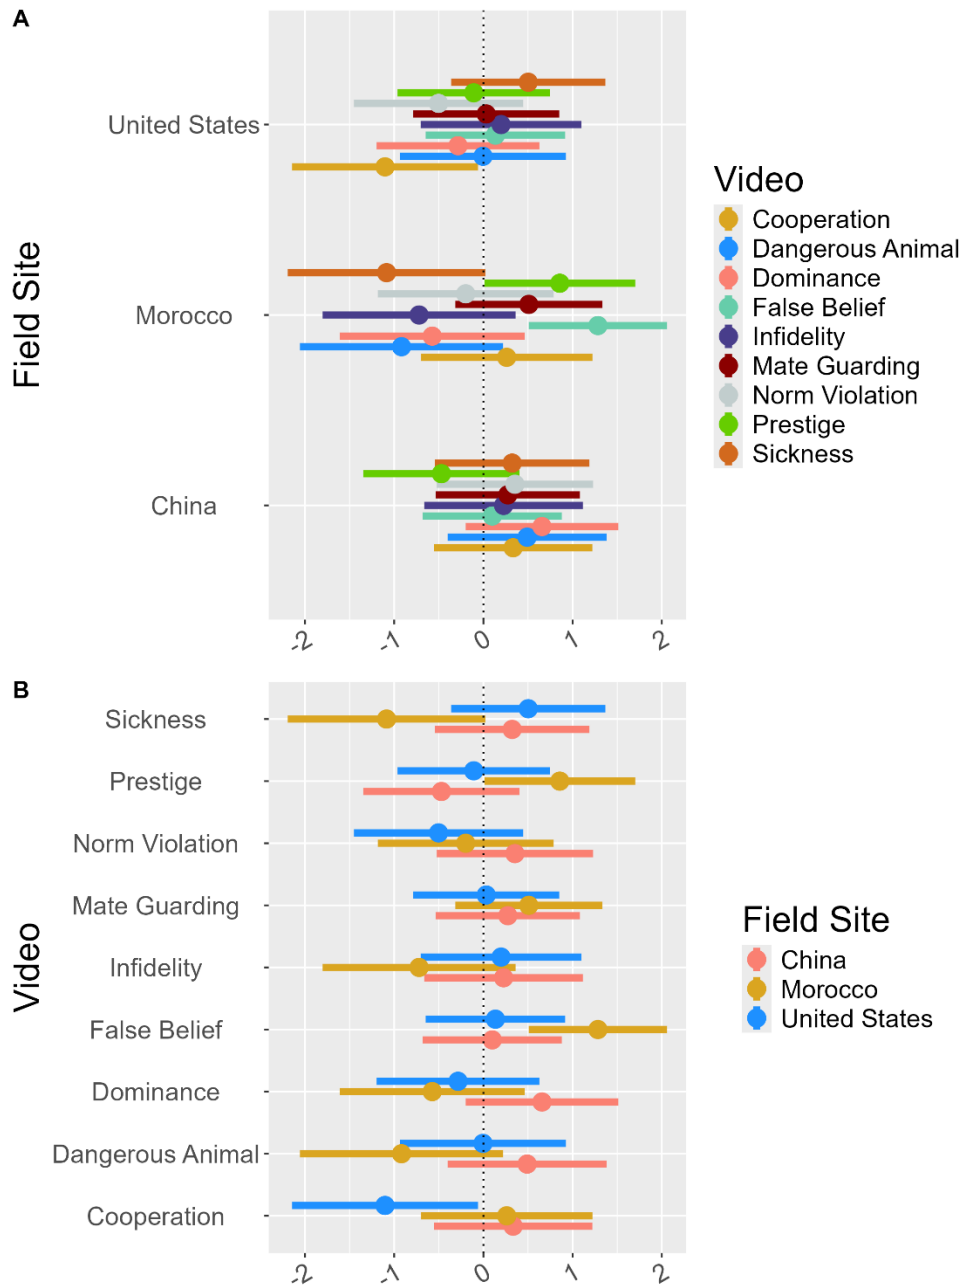 A
Field Site
United States
Morocco
China
-2
-1
0
1
2
Video
Cooperation
Dangerous Animal
Dominance
False Belief
Infidelity
Mate Guarding
Norm Violation
Prestige
Sickness
B
Video
Sickness
Prestige
Norm Violation
Mate Guarding
Infidelity
False Belief
Dominance
Dangerous Animal
Cooperation
-2
-1
0
1
2
Field Site
China
Morocco
United States